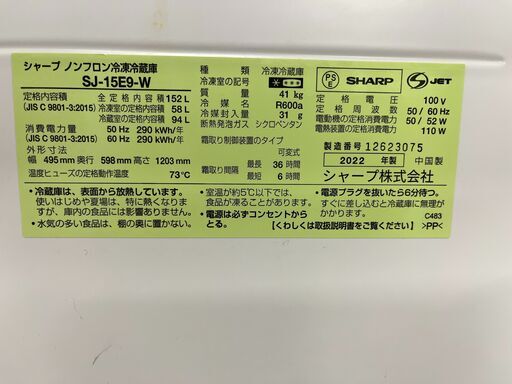 シャープ ノンフロン冷凍冷蔵庫
SJ-15E9-W
定格内容積 全定格内容積 152 L
(JIS C 9801-3:2015) 冷凍室の定格内容積 58 L
冷蔵室の定格内容積 94 L
消費電力量 50 Hz 290 kWh/年
(JIS C 9801-3:2015) 60 Hz 290 kWh/年
外形寸法
幅 495 mm 奥行 598 mm 高さ 1203 mm
温度ヒューズの定格動作温度 73℃
種類 冷凍冷蔵庫
冷凍室の記号
質量 41 kg
冷媒名 R600a
冷媒封入量 31 g
断熱発泡ガス シクロペンタン
霜取り制御装置のタイプ
可変式
霜取り間隔 最長 36 時間
最短 6 時間
PS
E
SHARP
S JET
定格電圧 100 V
定格周波数 50 / 60 Hz
電動機の定格消費電力 50 / 52 W
電熱装置の定格消費電力 110 W
製造番号 12623075
2022 年製 中国製
シャープ株式会社
・冷蔵庫は、表面から放熱しています。
使いはじめや夏場は、特に熱くなりますが、庫内の食品には影響ありません。
・水気の多い食品は、棚の奥に置かない。
・室温が約5℃以下では、食品が凍ることがあります。
・電源は必ずコンセントからとる。
・電源プラグを抜いたら6分待つ。
すぐに差し込むと冷蔵庫に無理がかかります。
C483
【くわしくは取扱説明書をご覧ください。】 >PP<